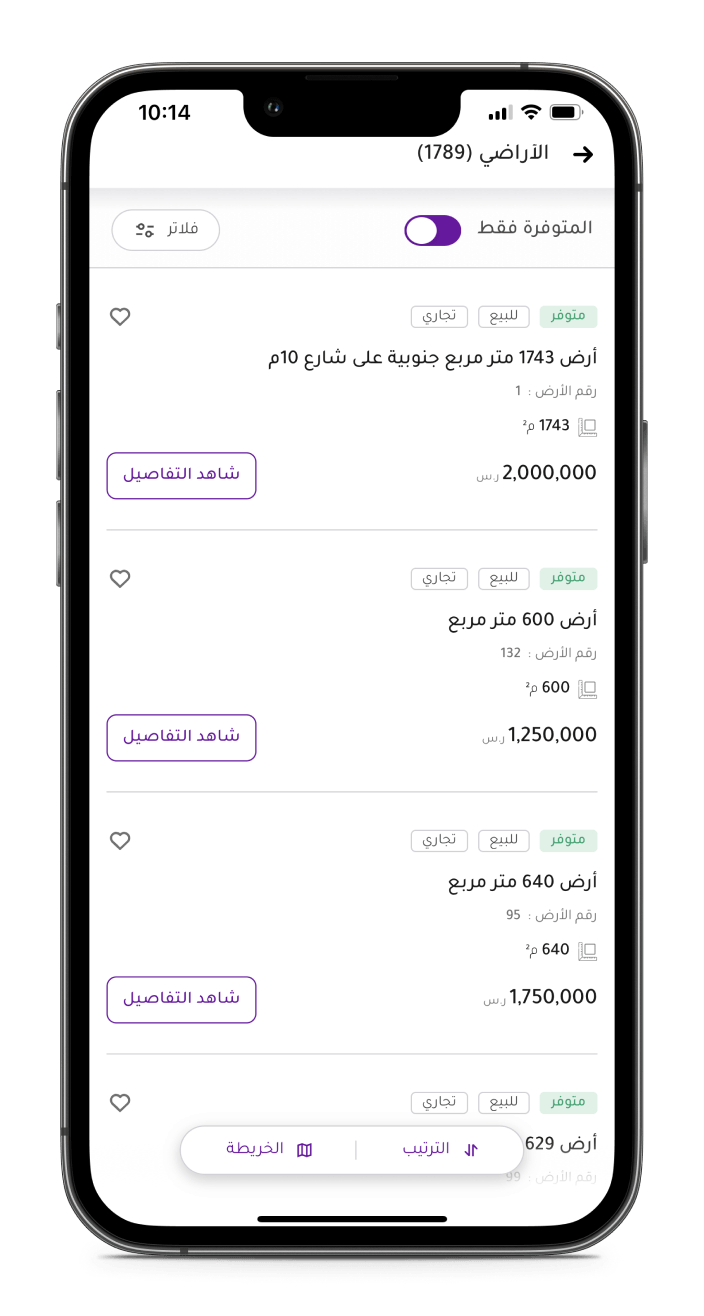 10:14
الأراضي (1789)
المتوفرة فقط فلاتر
متوفر للبيع تجاري
أرض 1743 متر مربع جنوبية على شارع 10م
رقم الأرض : 1
1743 م²
2,000,000 ر.س شاهد التفاصيل
متوفر للبيع تجاري
أرض 600 متر مربع
رقم الأرض : 132
600 م²
1,250,000 ر.س شاهد التفاصيل
متوفر للبيع تجاري
أرض 640 متر مربع
رقم الأرض : 95
640 م²
1,750,000 ر.س شاهد التفاصيل
متوفر للبيع تجاري
أرض 629
الترتيب الخريطة
رقم الأرض : 99